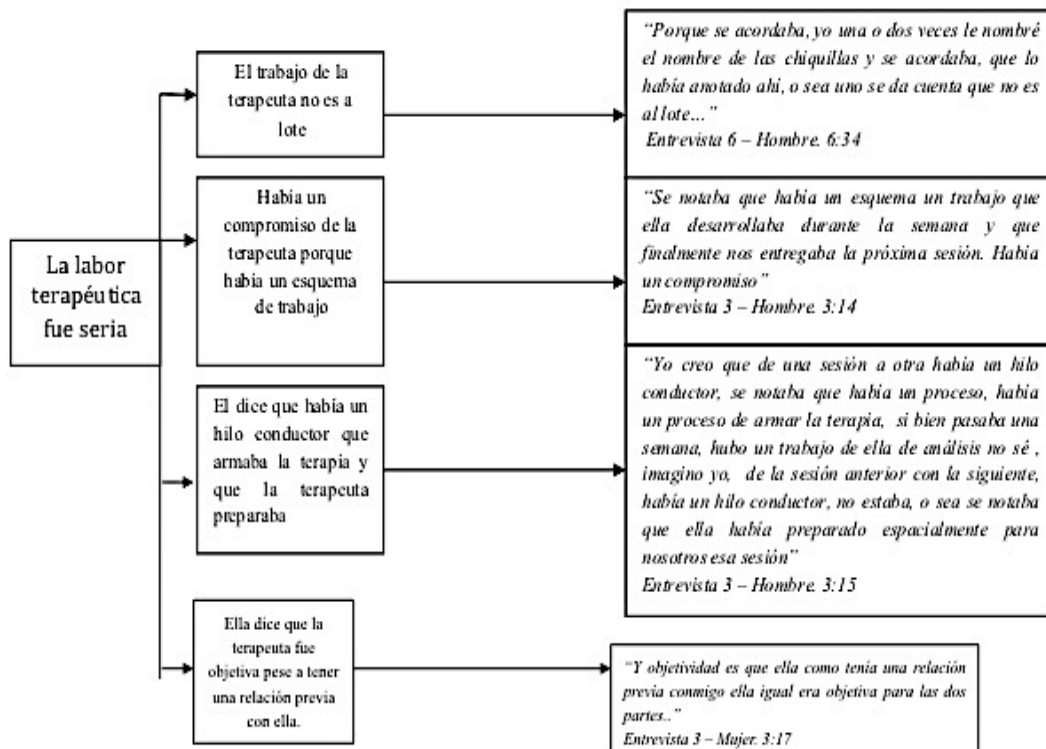 La labor
terapéutica
fue seria
El trabajo de la
terapeuta no es a
lote
"Porque se acordaba, yo una o dos veces le nombré
el nombre de las chiquillas y se acordaba, que lo
había anotado ahi, o sea uno se da cuenta que no es
al lote..."
Entrevista 6 – Hombre. 6:34
Habia un
compromiso de la
terapeuta porque
había un esquema
de trabajo
"Se notaba que había un esquema un trabajo que
ella desarrollaba durante la semana y que
finalmente nos entregaba la próxima sesión. Había
un compromiso"
Entrevista 3 – Hombre. 3:14
El dice que había un
hilo conductor que
armaba la terapia y
que la terapeuta
preparaba
"Yo creo que de una sesión a otra había un hilo
conductor, se notaba que había un proceso, había
un proceso de armar la terapia, si bien pasaba una
semana, hubo un trabajo de ella de análisis no sé ,
imagino yo, de la sesión anterior con la siguiente,
había un hilo conductor, no estaba, o sea se notaba
que ella había preparado espacialmente para
nosotros esa sesión"
Entrevista 3 – Hombre. 3:15
Ella dice que la
terapeuta fue
objetiva pese a tener
una relación previa
con ella.
"Y objetividad es que ella como tenía una relación
previa conmigo ella igual era objetiva para las dos
partes.."
Entrevista 3 – Mujer. 3:17